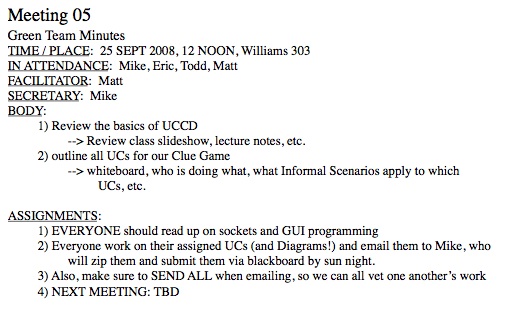 Meeting 05
Green Team Minutes
TIME / PLACE: 25 SEPT 2008, 12 NOON, Williams 303
IN ATTENDANCE: Mike, Eric, Todd, Matt
FACILITATOR: Matt
SECRETARY: Mike
BODY:
1) Review the basics of UCCD
--> Review class slideshow, lecture notes, etc.
2) outline all UCs for our Clue Game
--> whiteboard, who is doing what, what Informal Scenarios apply to which
UCs, etc.
ASSIGNMENTS:
1) EVERYONE should read up on sockets and GUI programming
2) Everyone work on their assigned UCs (and Diagrams!) and email them to Mike, who
will zip them and submit them via blackboard by sun night.
3) Also, make sure to SEND ALL when emailing, so we can all vet one another's work
4) NEXT MEETING: TBD